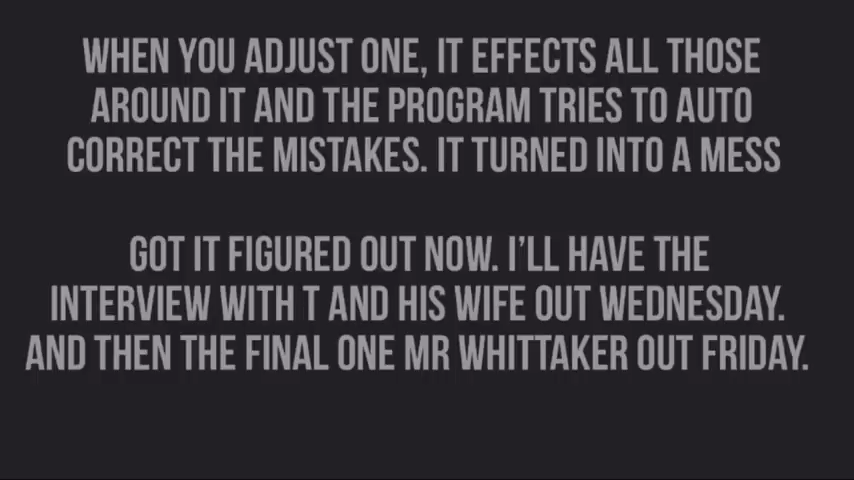 WHEN YOU ADJUST ONE, IT EFFECTS ALL THOSE
AROUND IT AND THE PROGRAM TRIES TO AUTO
CORRECT THE MISTAKES. IT TURNED INTO A MESS
GOT IT FIGURED OUT NOW. I'LL HAVE THE
INTERVIEW WITH T AND HIS WIFE OUT WEDNESDAY.
AND THEN THE FINAL ONE MR WHITTAKER OUT FRIDAY.